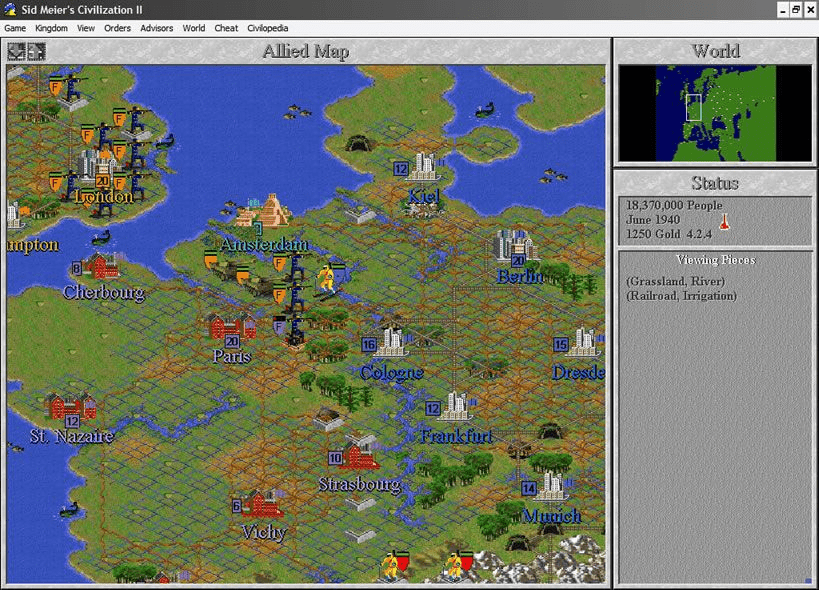 Sid Meier's Civilization II
Game Kingdom View Orders Advisors World Cheat Civilopedia
Allied Map
World
F
F
F
F
F
F
F
20
London
mpton
12
Kiel
Status
18,370,000 People
June 1940
1250 Gold 4.2.4
Viewing Pieces
(Grassland, River)
(Railroad, Irrigation)
Amsterdam
20
Berlin
8
Cherbourg
F
F
F
F
F
20
Paris
16
Cologne
15
Dresde
12
St. Nazaire
12
Frankfurt
10
Strasbourg
14
Munich
6
Vichy